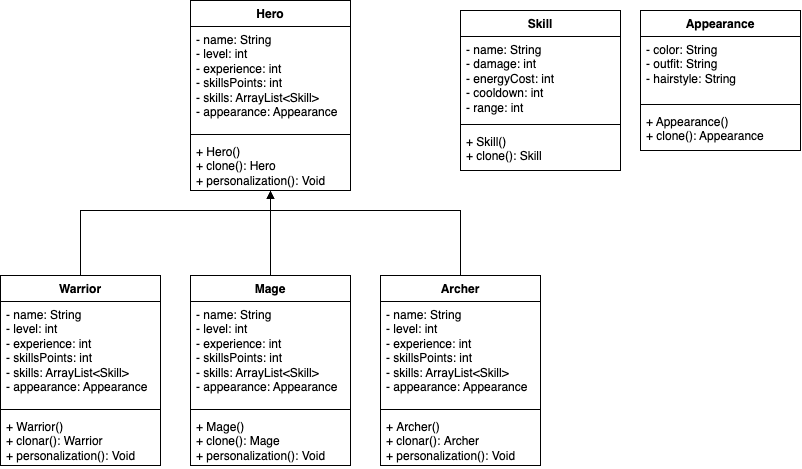 Hero
- name: String
- level: int
- experience: int
- skillsPoints: int
- skills: ArrayList<Skill>
- appearance: Appearance
+ Hero()
+ clone(): Hero
+ personalization(): Void
Skill
- name: String
- damage: int
- energyCost: int
- cooldown: int
- range: int
+ Skill()
+ clone(): Skill
Appearance
- color: String
- outfit: String
- hairstyle: String
+ Appearance()
+ clone(): Appearance
Warrior
- name: String
- level: int
- experience: int
- skillsPoints: int
- skills: ArrayList<Skill>
- appearance: Appearance
+ Warrior()
+ clonar(): Warrior
+ personalization(): Void
Mage
- name: String
- level: int
- experience: int
- skillsPoints: int
- skills: ArrayList<Skill>
- appearance: Appearance
+ Mage()
+ clone(): Mage
+ personalization(): Void
Archer
- name: String
- level: int
- experience: int
- skillsPoints: int
- skills: ArrayList<Skill>
- appearance: Appearance
+ Archer()
+ clonar(): Archer
+ personalization(): Void